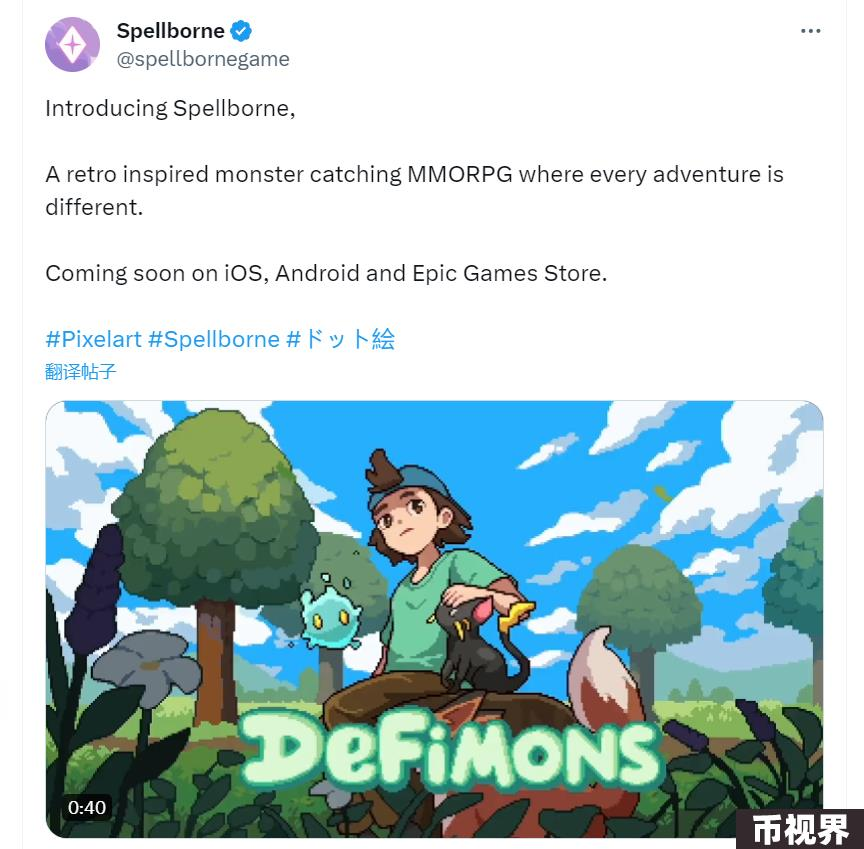 Spellborne
@spellbornegame
Introducing Spellborne,
A retro inspired monster catching MMORPG where every adventure is
different.
Coming soon on iOS, Android and Epic Games Store.
#Pixelart #Spellborne #ドット絵
翻译帖子
DeFiMONS
0:40
币视界